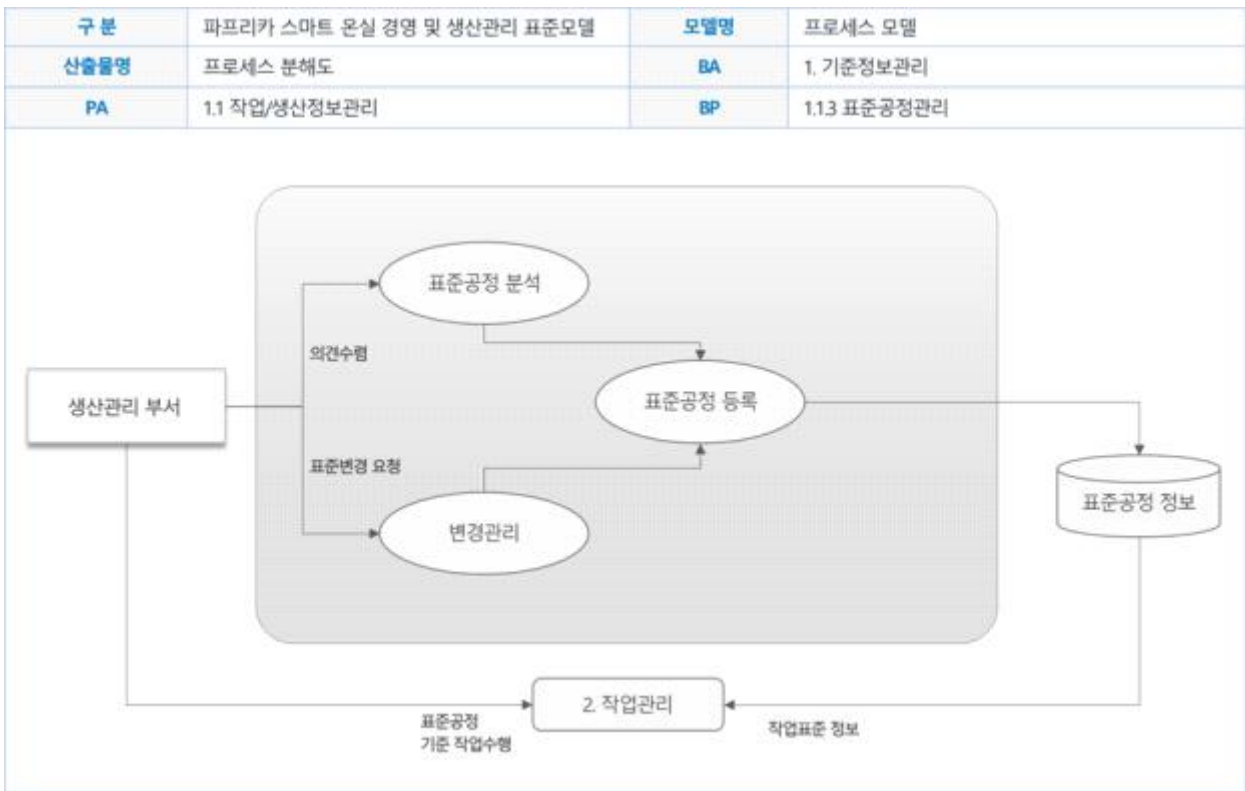 구 분 파프리카 스마트 온실 경영 및 생산관리 표준모델 모델명 프로세스 모델
산출물명 프로세스 분해도 BA 1. 기준정보관리
PA 1.1 작업/생산정보관리 BP 1.1.3 표준공정관리
표준공정 분석
의견수렴
생산관리 부서
표준공정 등록
표준변경 요청
표준공정 정보
변경관리
2. 작업관리
표준공정
기준 작업수행
작업표준 정보